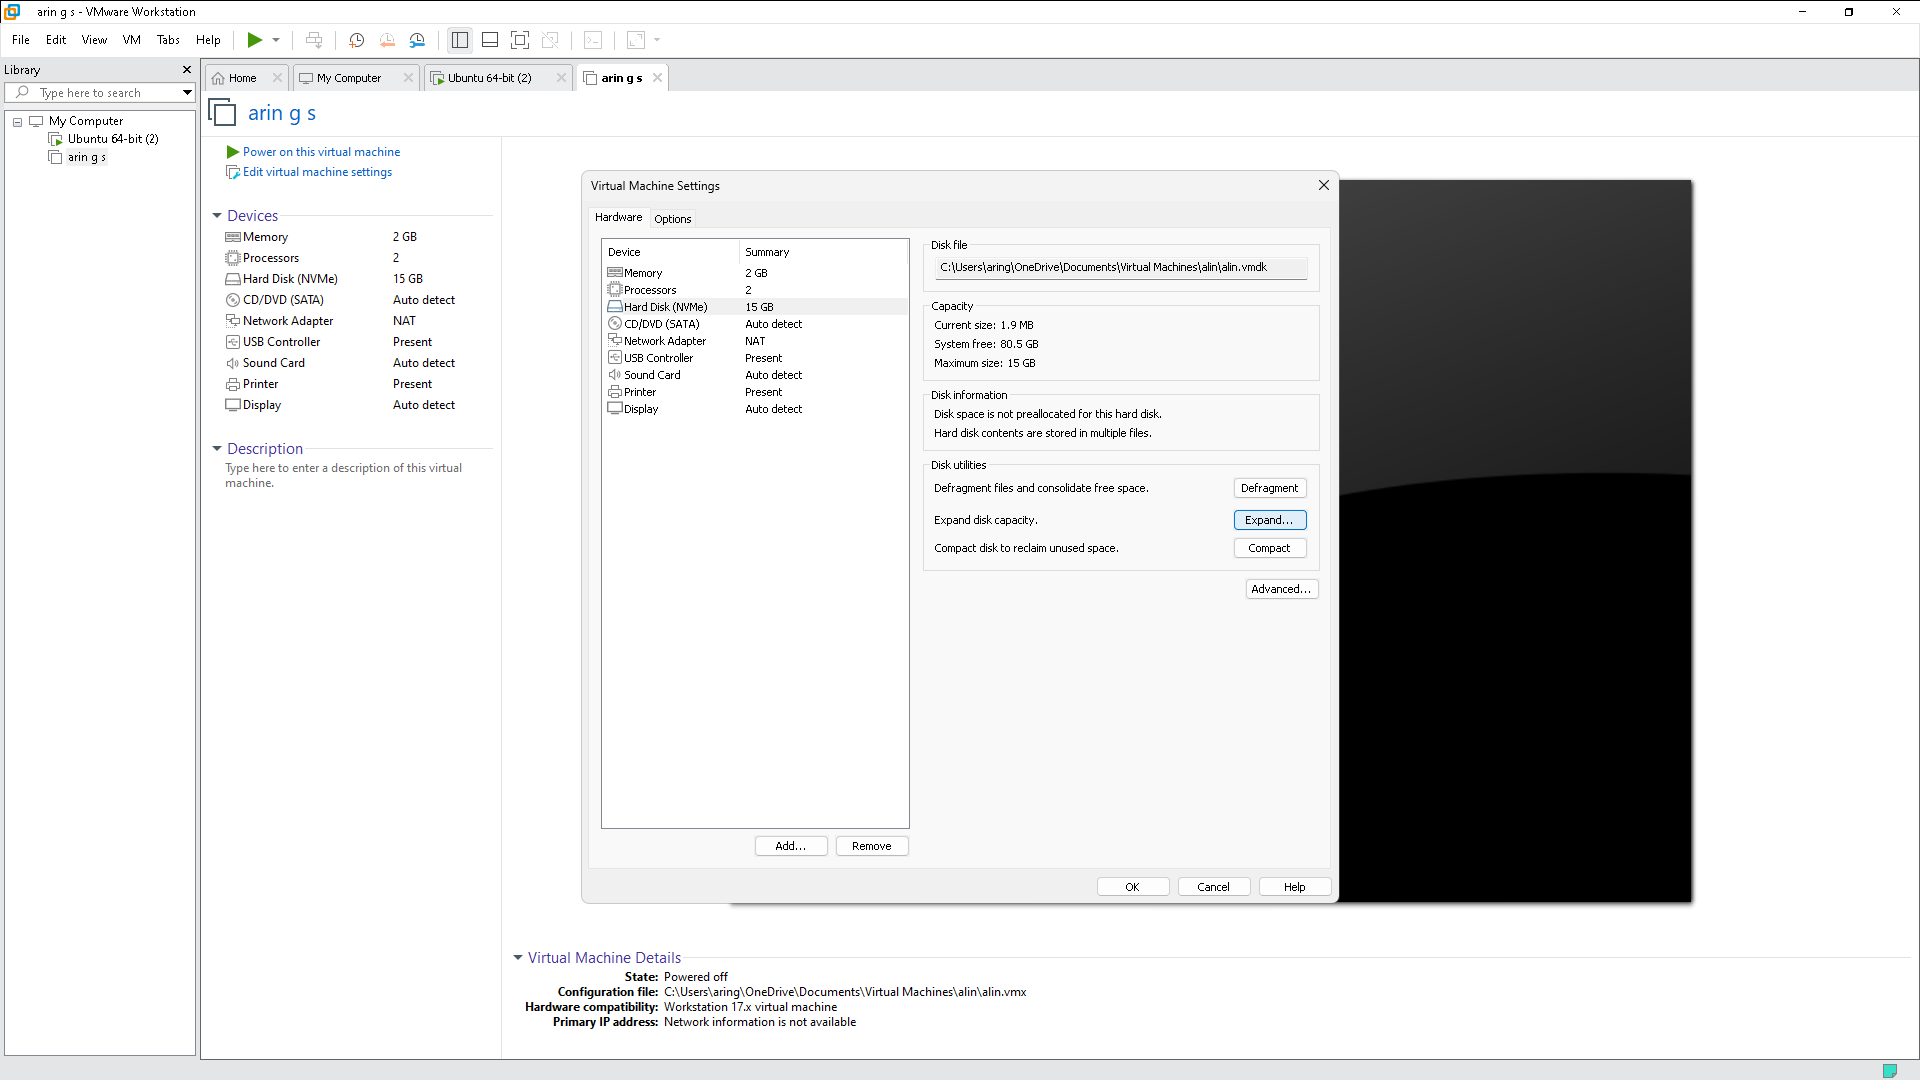 arin g s - VMware Workstation
File Edit View VM Tabs Help
Library
Type here to search
My Computer
Ubuntu 64-bit (2)
arin g s
Home
My Computer
Ubuntu 64-bit (2)
arin g s
arin g s
Power on this virtual machine
Edit virtual machine settings
Devices
Memory 2 GB
Processors 2
Hard Disk (NVMe) 15 GB
CD/DVD (SATA) Auto detect
Network Adapter NAT
USB Controller Present
Sound Card Auto detect
Printer Present
Display Auto detect
Description
Type here to enter a description of this virtual
machine.
Virtual Machine Settings
Hardware Options
Device Summary
Memory 2 GB
Processors 2
Hard Disk (NVMe) 15 GB
CD/DVD (SATA) Auto detect
Network Adapter NAT
USB Controller Present
Sound Card Auto detect
Printer Present
Display Auto detect
Add... Remove
Disk file
C:\Users\aring\OneDrive\Documents\Virtual Machines\alin\alin.vmdk
Capacity
Current size: 1.9 MB
System free: 80.5 GB
Maximum size: 15 GB
Disk information
Disk space is not preallocated for this hard disk.
Hard disk contents are stored in multiple files.
Disk utilities
Defragment files and consolidate free space. Defragment
Expand disk capacity. Expand...
Compact disk to reclaim unused space. Compact
Advanced...
OK Cancel Help
Virtual Machine Details
State: Powered off
Configuration file: C:\Users\aring\OneDrive\Documents\Virtual Machines\alin\alin.vmx
Hardware compatibility: Workstation 17.x virtual machine
Primary IP address: Network information is not available